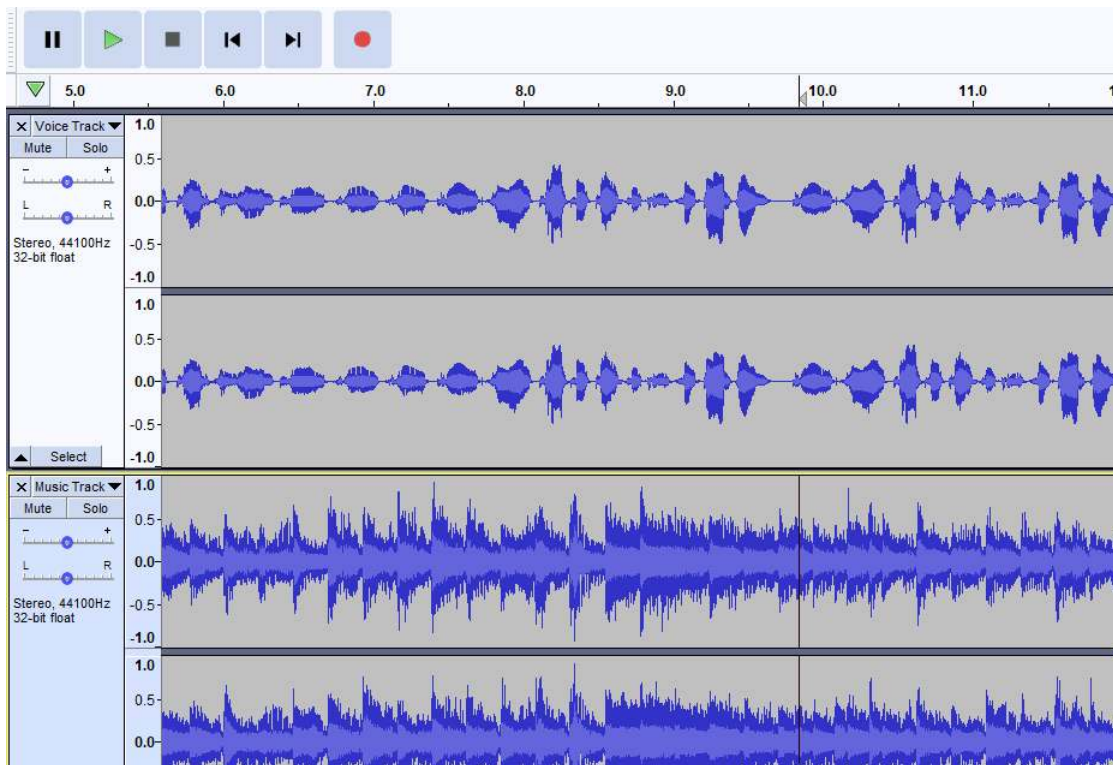 5.0 6.0 7.0 8.0 9.0 10.0 11.0 1
Voice Track
1.0
Mute Solo
0.5
- +
L R
0.0
Stereo, 44100Hz
32-bit float
-0.5
-1.0
1.0
0.5
0.0
-0.5
Select
-1.0
Music Track
1.0
Mute Solo
0.5
- +
L R
0.0
Stereo, 44100Hz
32-bit float
-0.5
-1.0
1.0
0.5
0.0